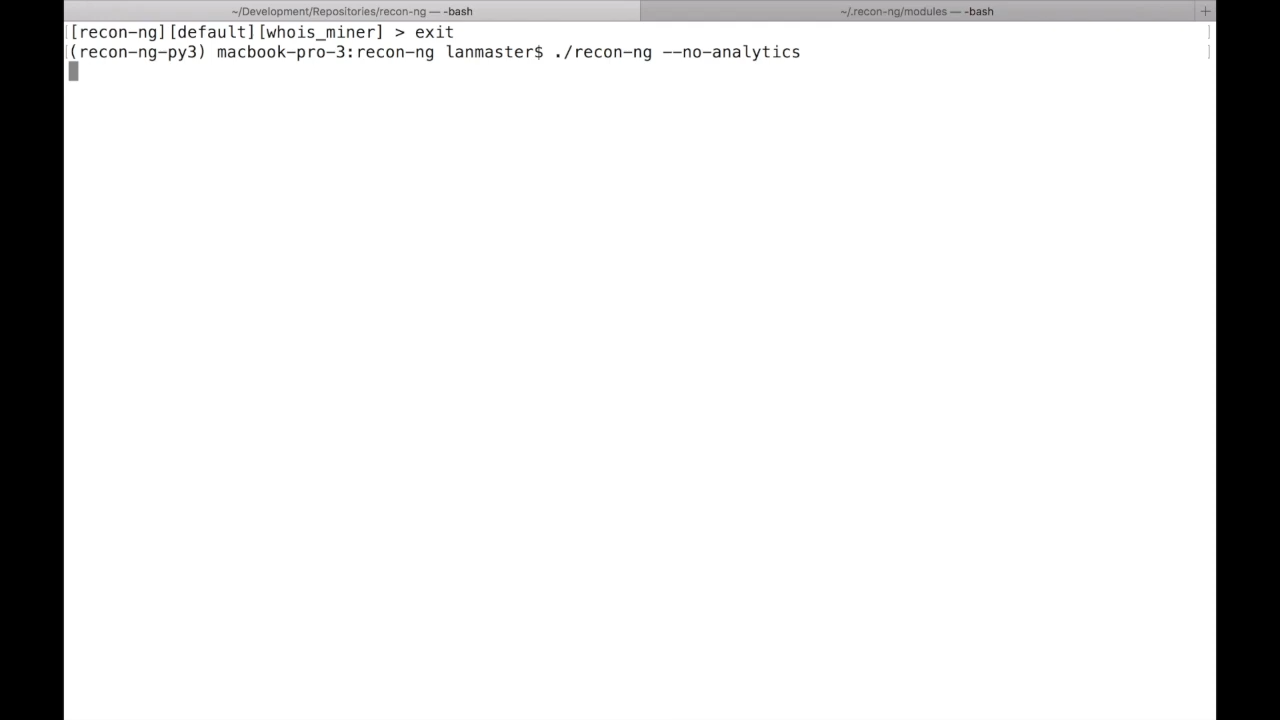 ~/Development/Repositories/recon-ng — -bash
~/.recon-ng/modules — -bash
[recon-ng][default][whois_miner] > exit
(recon-ng-py3) macbook-pro-3:recon-ng lanmaster$ ./recon-ng --no-analytics